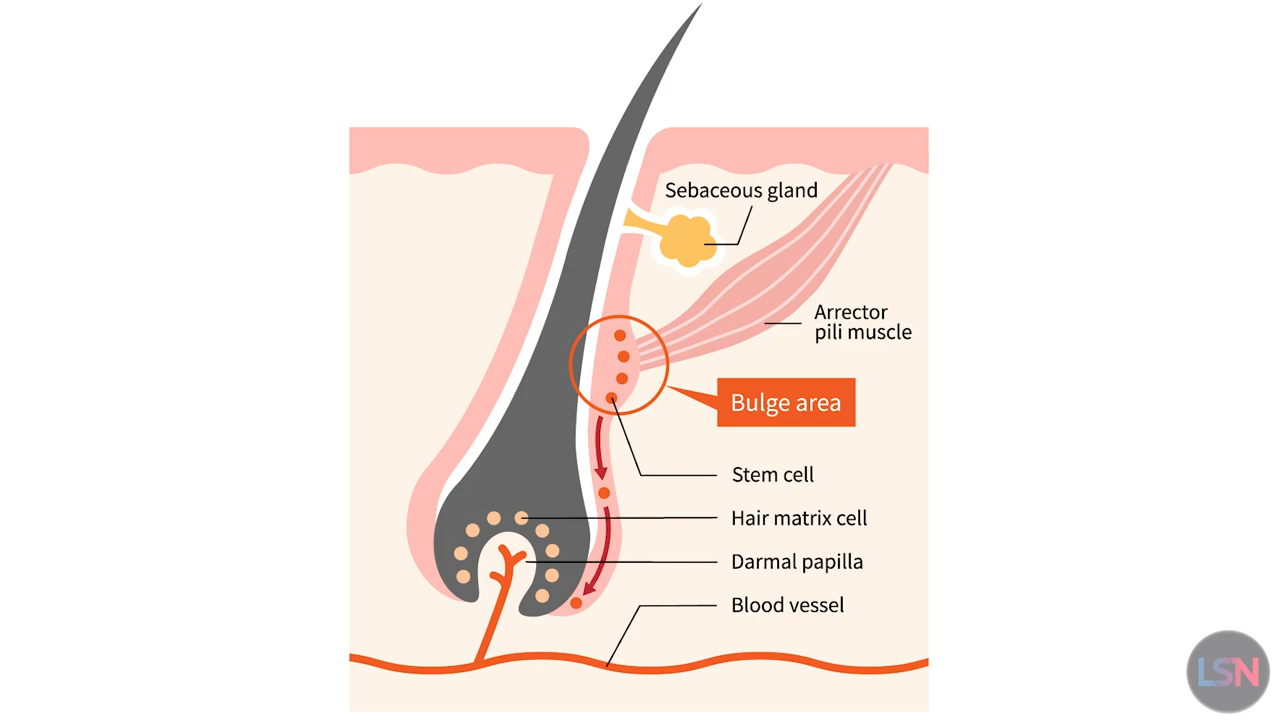 Sebaceous gland
Arrector
pili muscle
Bulge area
Stem cell
Hair matrix cell
Darmal papilla
Blood vessel
LSN